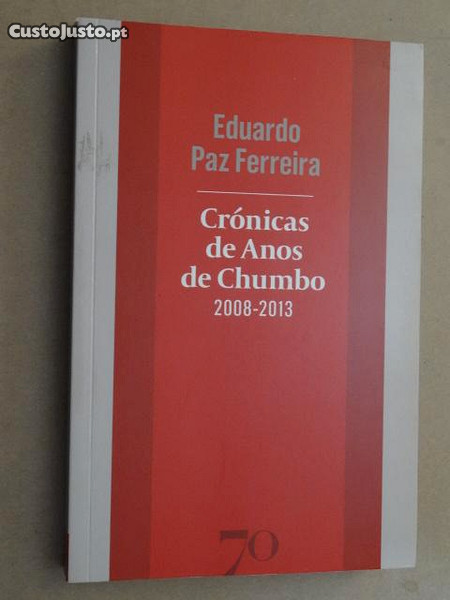 CustoJusto.pt
Eduardo
Paz Ferreira
Crónicas
de Anos
de Chumbo
2008-2013
70